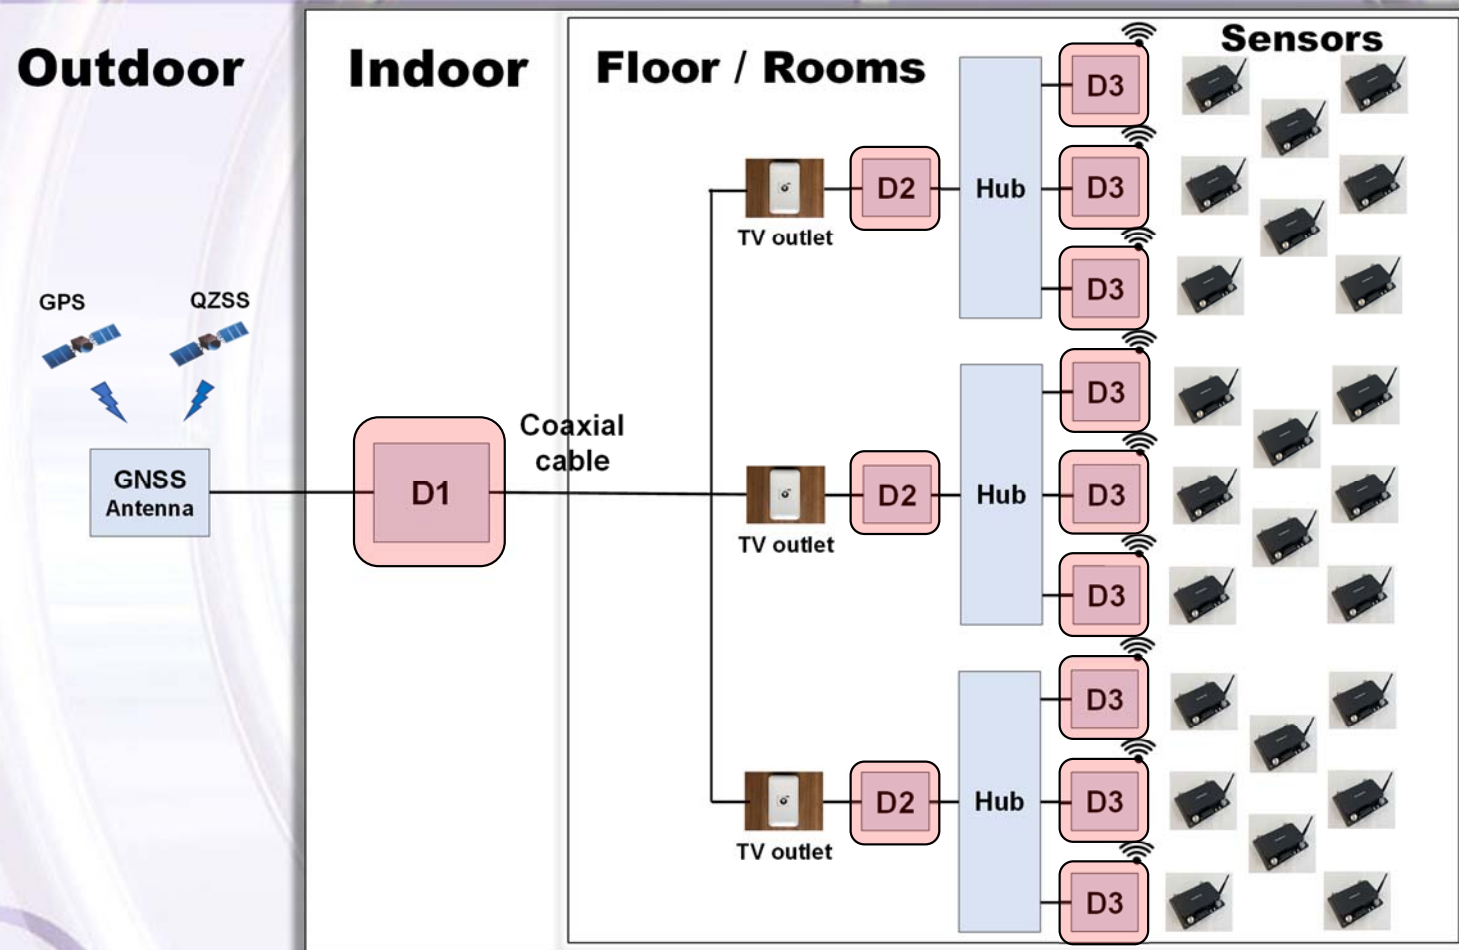 Outdoor
Indoor
Floor / Rooms
Sensors
D3
D3
D3
Hub
D2
TV outlet
GPS
QZSS
GNSS
Antenna
D1
Coaxial
cable
D3
D3
D3
Hub
D2
TV outlet
D3
D3
D3
Hub
D2
TV outlet